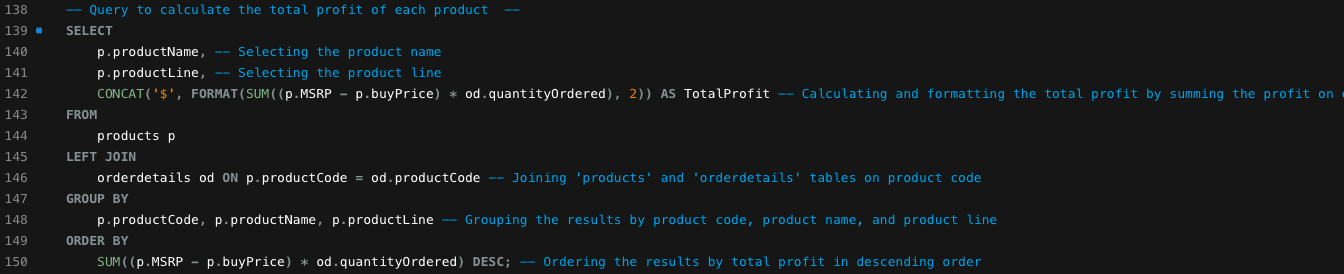 138 -- Query to calculate the total profit of each product --
139 SELECT
140 p.productName, -- Selecting the product name
141 p.productLine, -- Selecting the product line
142 CONCAT('$', FORMAT(SUM((p.MSRP - p.buyPrice) * od.quantityOrdered), 2)) AS TotalProfit -- Calculating and formatting the total profit by summing the profit on
143 FROM
144 products p
145 LEFT JOIN
146 orderdetails od ON p.productCode = od.productCode -- Joining 'products' and 'orderdetails' tables on product code
147 GROUP BY
148 p.productCode, p.productName, p.productLine -- Grouping the results by product code, product name, and product line
149 ORDER BY
150 SUM((p.MSRP - p.buyPrice) * od.quantityOrdered) DESC; -- Ordering the results by total profit in descending order